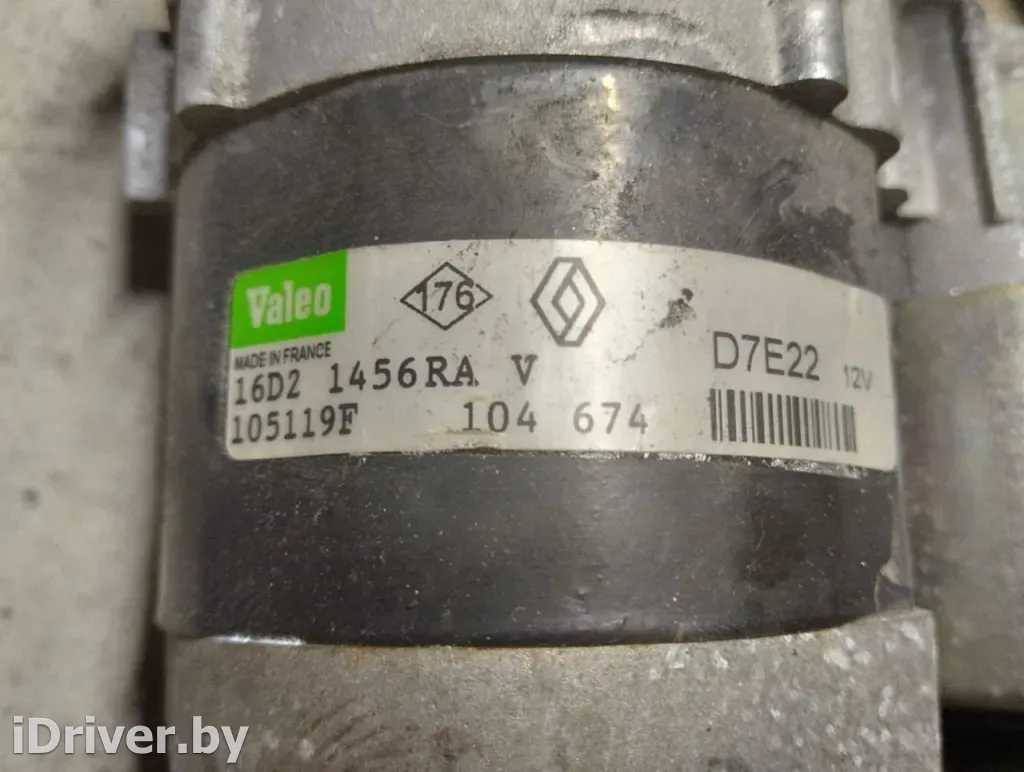 Valeo
176
MADE IN FRANCE
D7E22 12V
16D2 1456RA V
105119F 104 674
iDriver.by